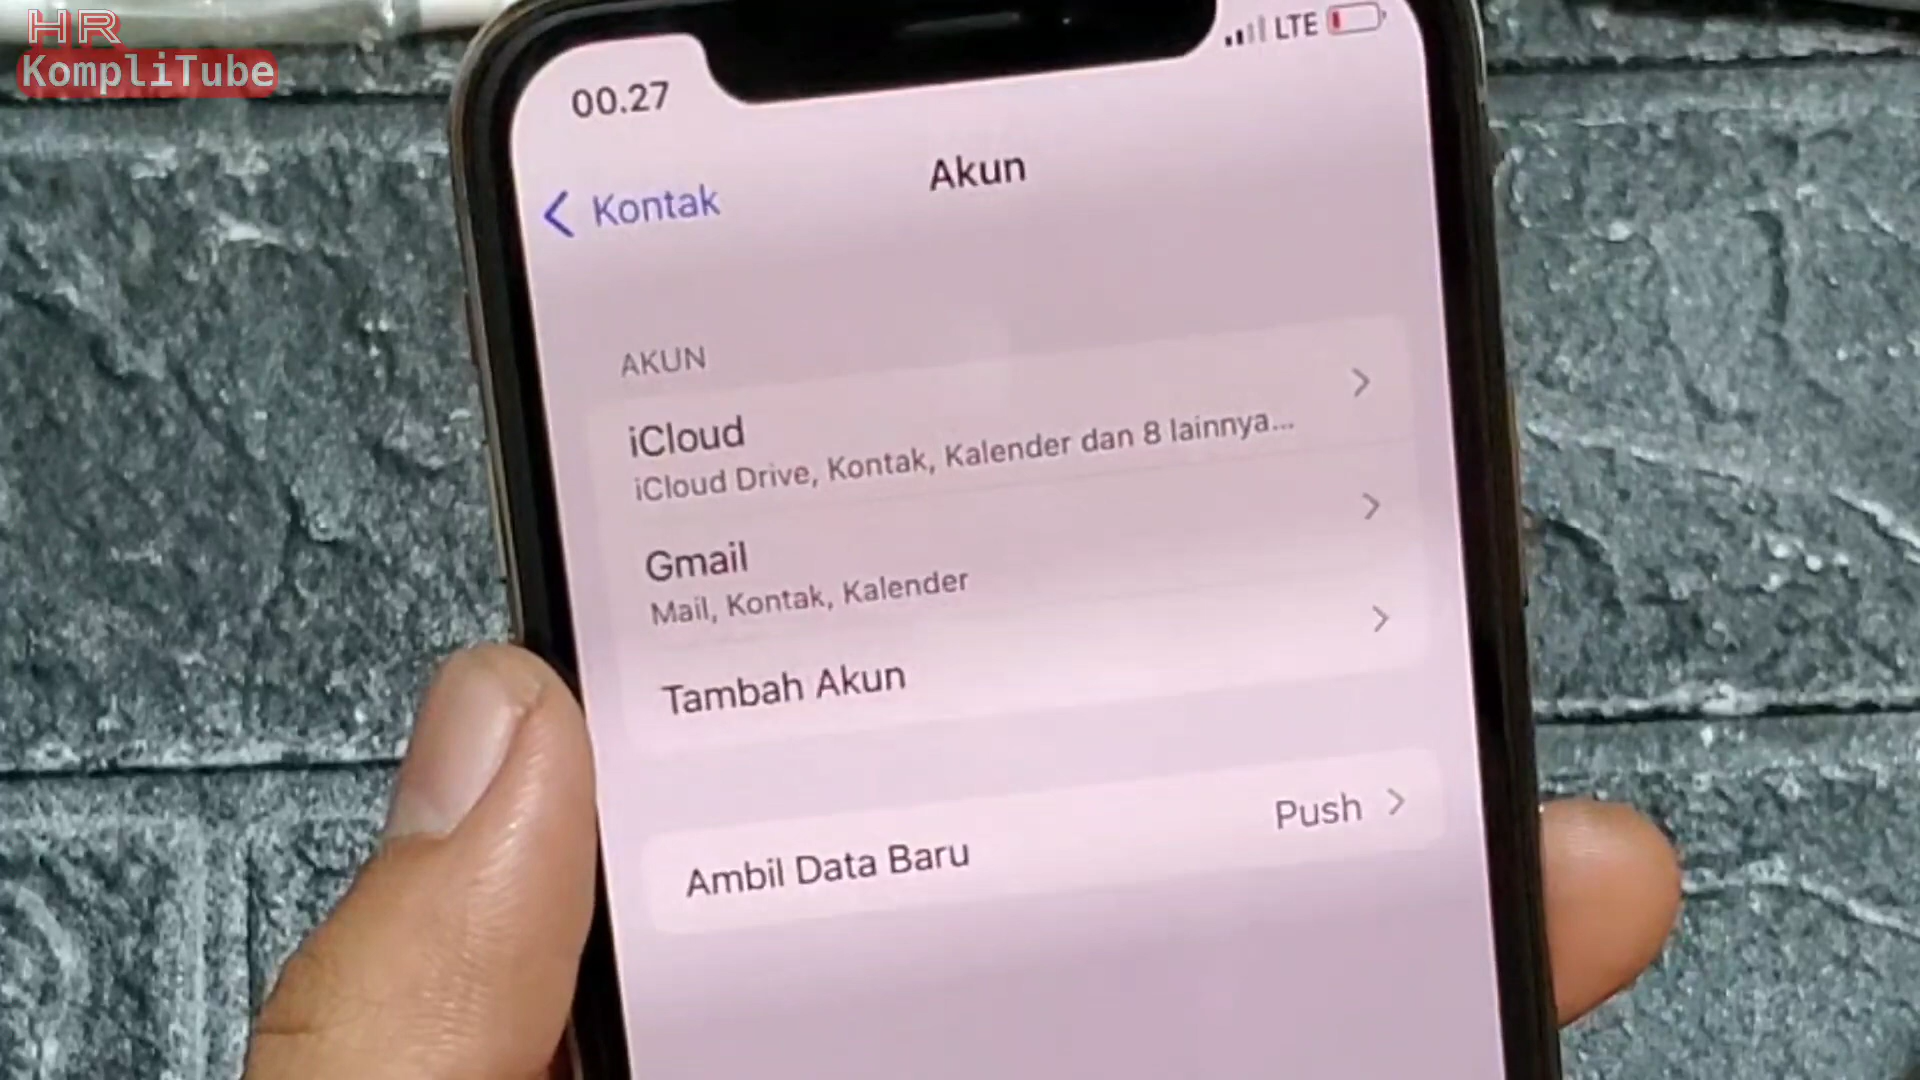 HR
KompliTube
00.27
LTE
Kontak
Akun
AKUN
iCloud
iCloud Drive, Kontak, Kalender dan 8 lainnya...
Gmail
Mail, Kontak, Kalender
Tambah Akun
Ambil Data Baru
Push